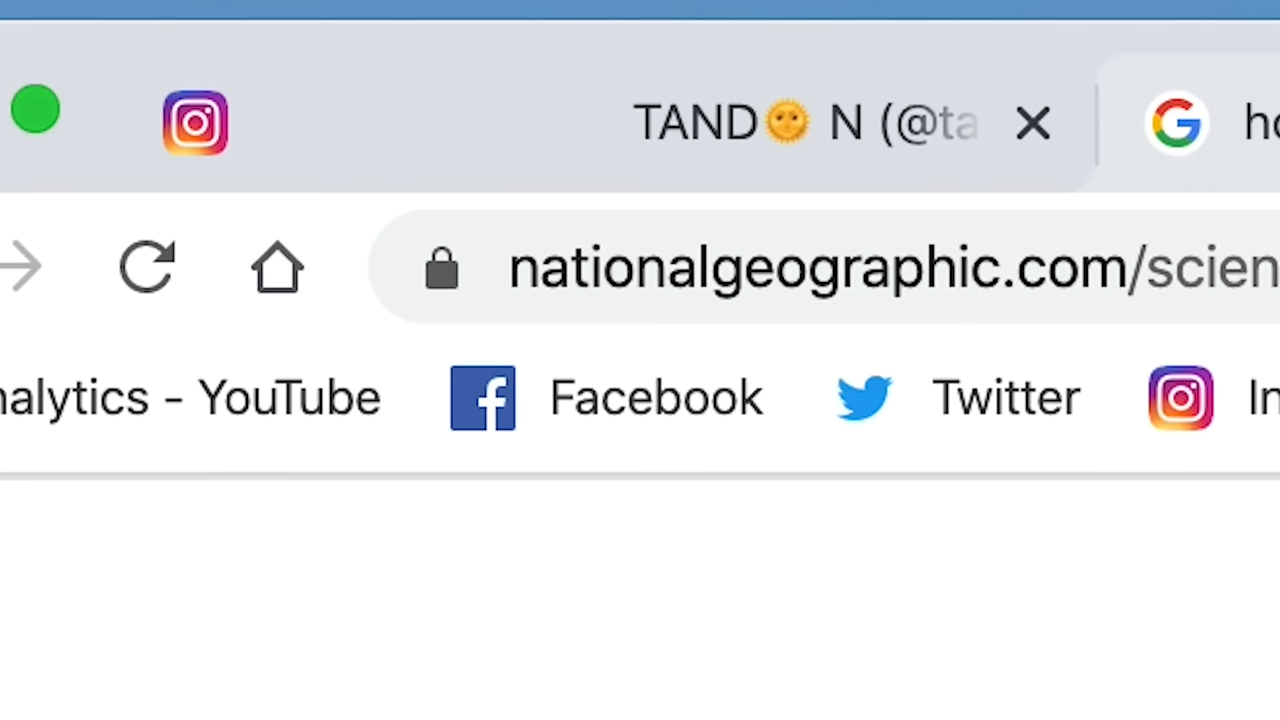 TAND🌞 N (@ta
nationalgeographic.com/scien
nalytics - YouTube Facebook Twitter In